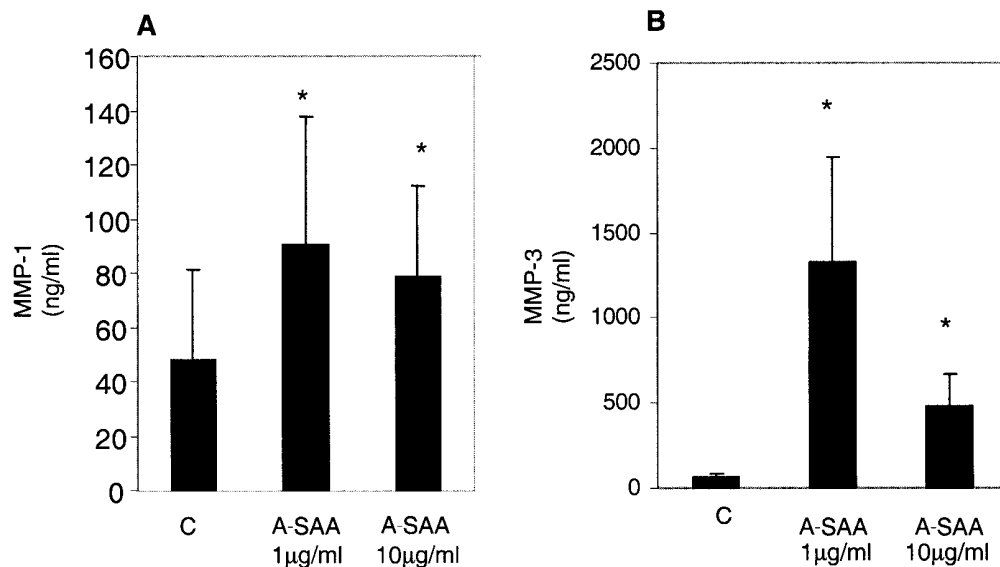 A
160
140
120
100
80
60
40
20
0
MMP-1
(ng/ml)
*
*
C
A-SAA
1µg/ml
A-SAA
10µg/ml
B
2500
2000
1500
1000
500
0
MMP-3
(ng/ml)
*
*
C
A-SAA
1µg/ml
A-SAA
10µg/ml